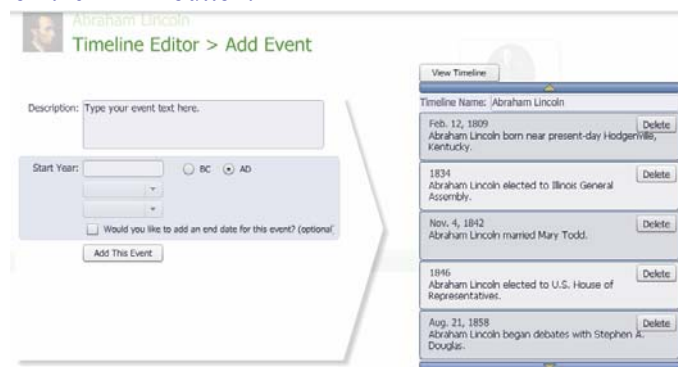 Abraham Lincoln
Timeline Editor > Add Event
View Timeline
Timeline Name: Abraham Lincoln
Description: Type your event text here.
Start Year:
BC
AD
Would you like to add an end date for this event? (optional)
Add This Event
Feb. 12, 1809
Delete
Abraham Lincoln born near present-day Hodgenville,
Kentucky.
1834
Delete
Abraham Lincoln elected to Illinois General
Assembly.
Nov. 4, 1842
Delete
Abraham Lincoln married Mary Todd.
1846
Delete
Abraham Lincoln elected to U.S. House of
Representatives.
Aug. 21, 1858
Delete
Abraham Lincoln began debates with Stephen A.
Douglas.